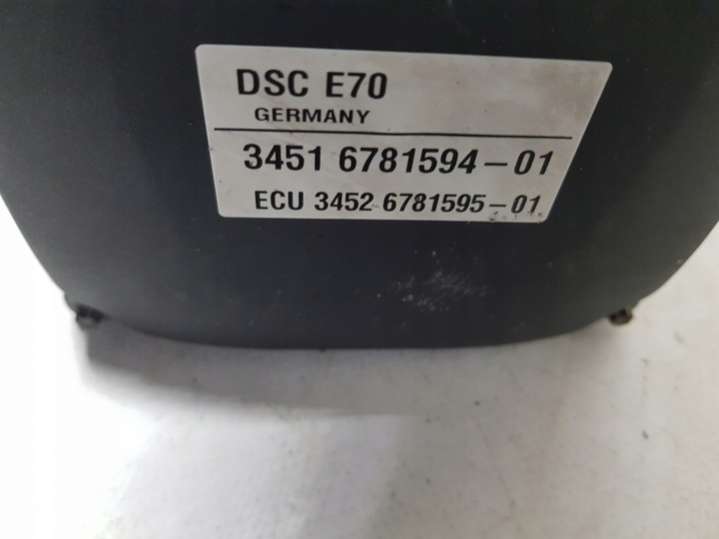 DSC E70
GERMANY
3451 6781594-01
ECU 3452 6781595-01